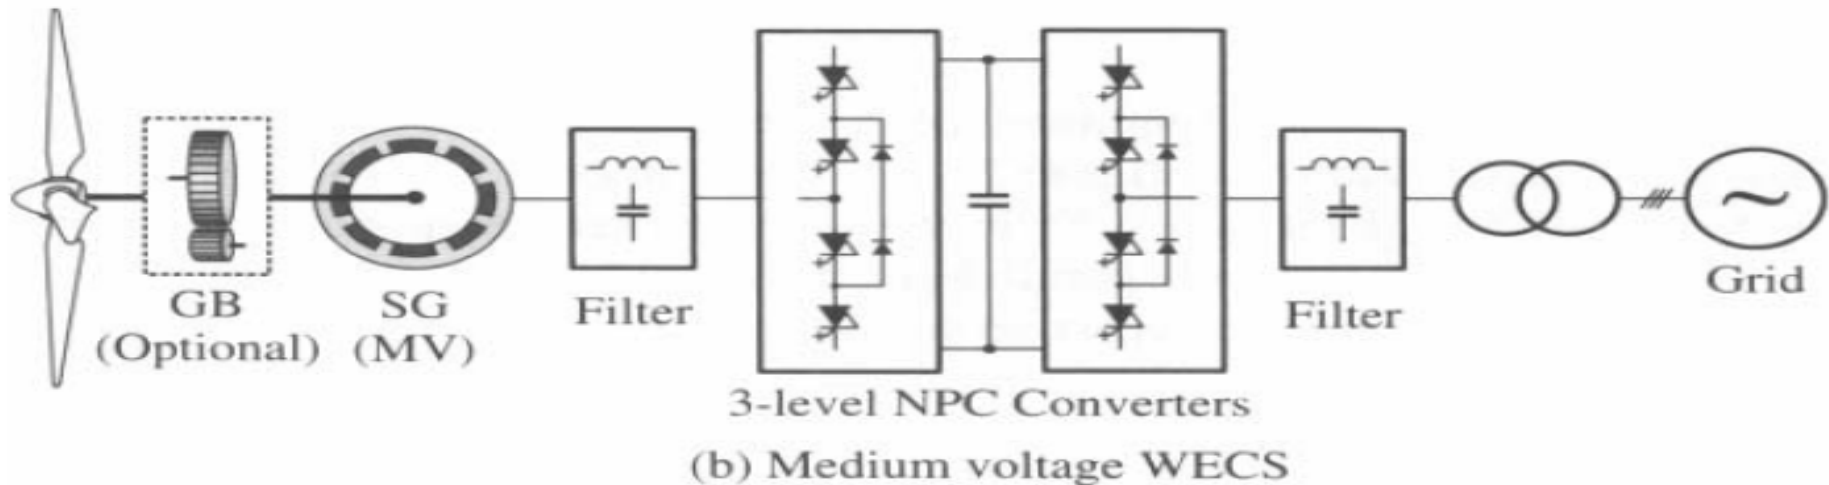 GB
(Optional)
SG
(MV)
Filter
3-level NPC Converters
Filter
Grid
(b) Medium voltage WECS